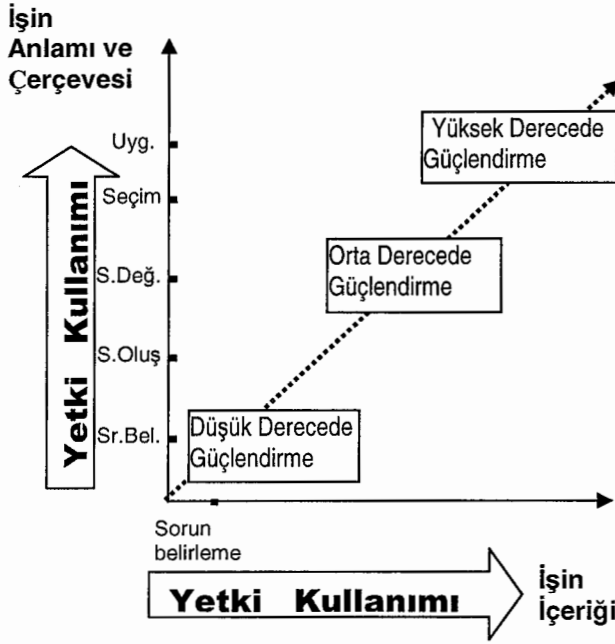 İşin
Anlamı ve
Çerçevesi
Uyg.
Seçim
S.Değ.
S.Oluş
Sr.Bel.
Yetki Kullanımı
Yüksek Derecede
Güçlendirme
Orta Derecede
Güçlendirme
Düşük Derecede
Güçlendirme
Sorun
belirleme
Yetki Kullanımı
İşin
İçeriği